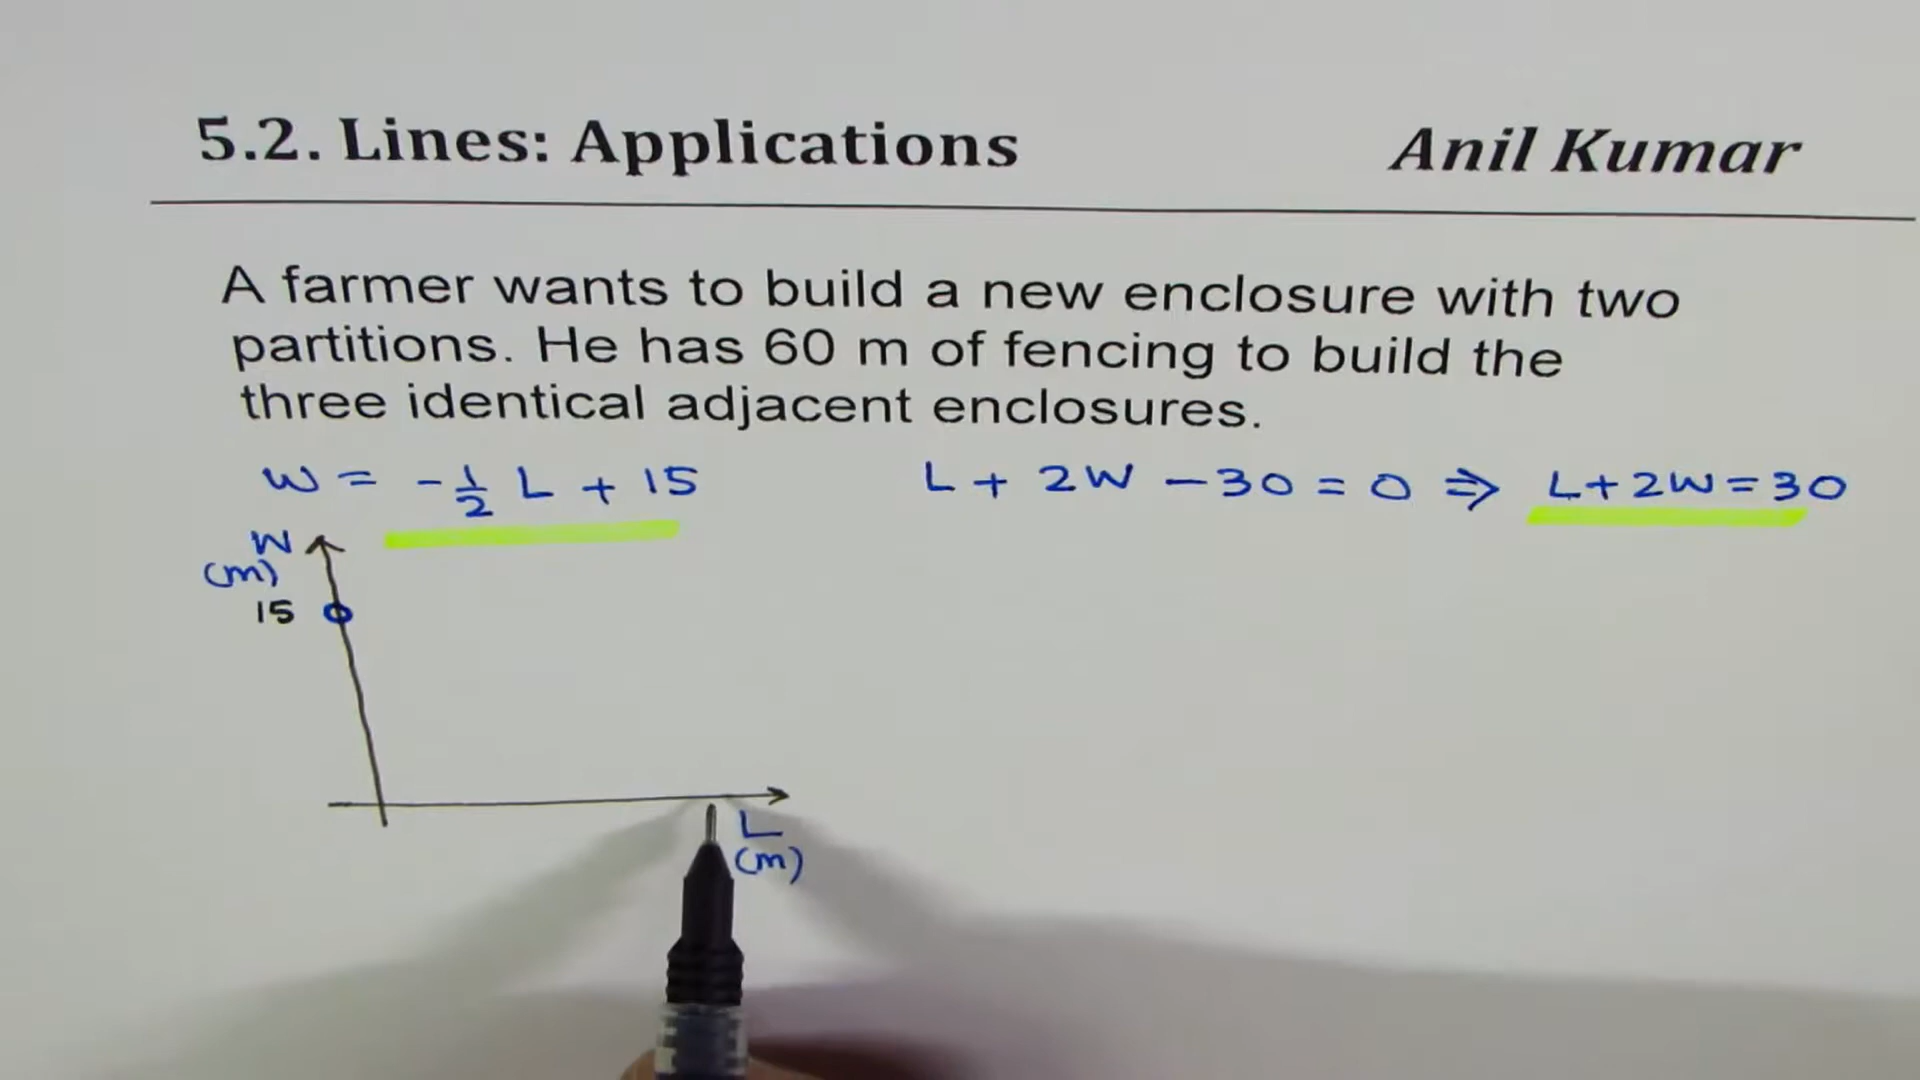 5.2. Lines: Applications Anil Kumar
A farmer wants to build a new enclosure with two
partitions. He has 60 m of fencing to build the
three identical adjacent enclosures.
W = -1/2 L + 15 L + 2W - 30 = 0 ⇒ L + 2W = 30
W
(m)
15
L
(m)